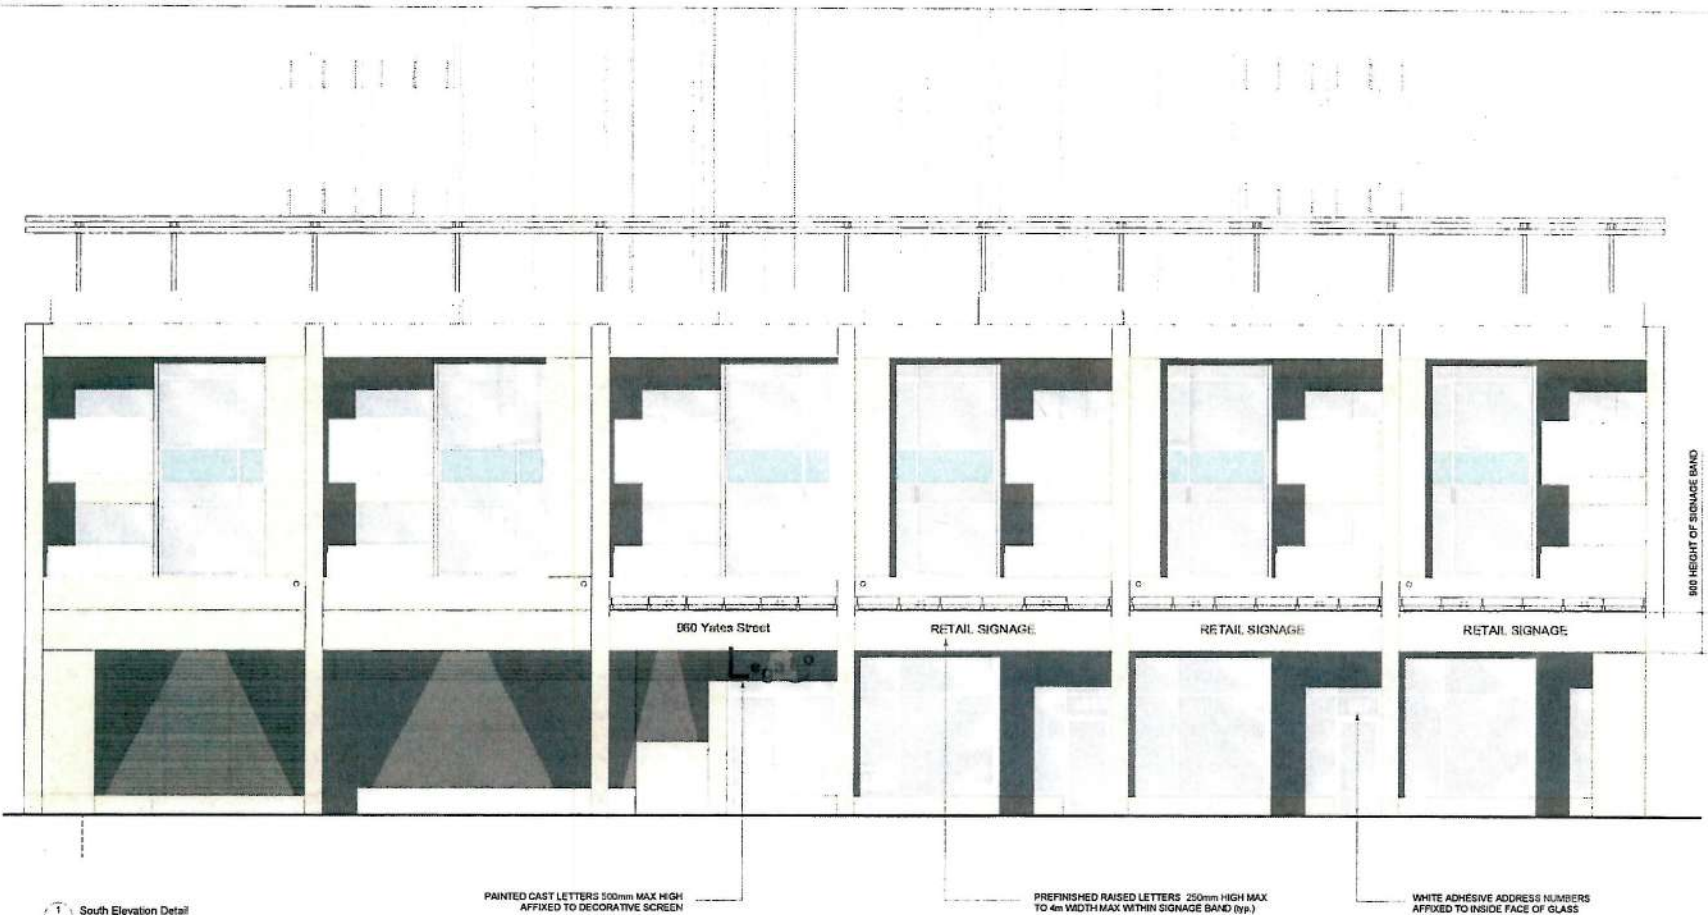 900 HEIGHT OF SIGNAGE BAND
960 Yates Street
RETAIL SIGNAGE
RETAIL SIGNAGE
RETAIL SIGNAGE
Legato
PAINTED CAST LETTERS 500mm MAX HIGH
AFFIXED TO DECORATIVE SCREEN
PREFINISHED RAISED LETTERS 250mm HIGH MAX
TO 4m WIDTH MAX WITHIN SIGNAGE BAND (typ.)
WHITE ADHESIVE ADDRESS NUMBERS
AFFIXED TO INSIDE FACE OF GLASS
1 South Elevation Detail